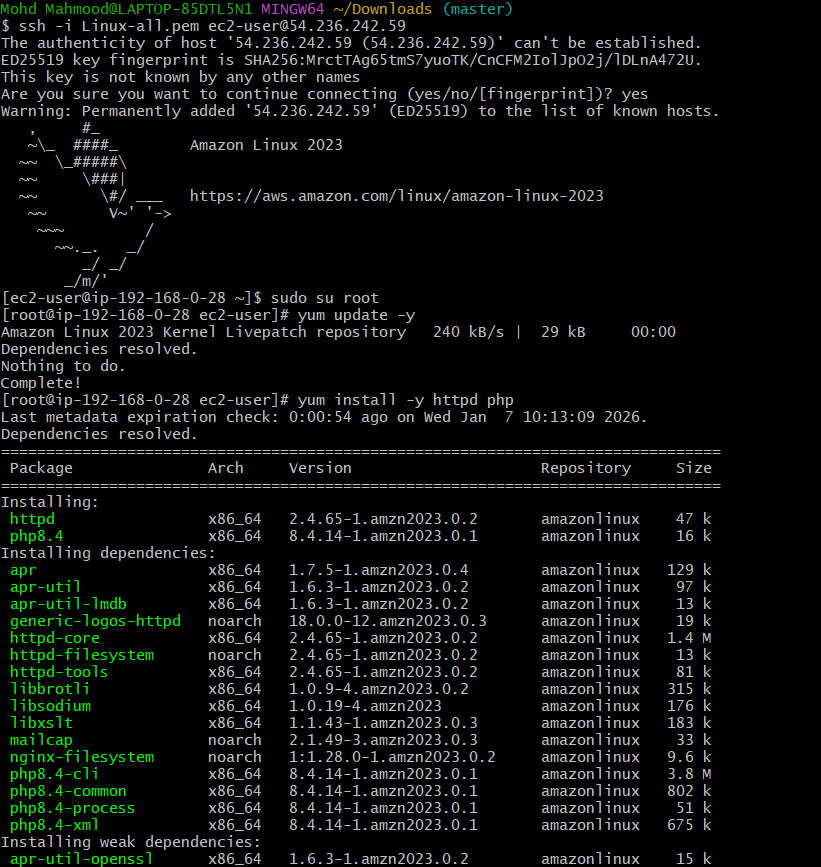 Mohd Mahmood@LAPTOP-85DTL5N1 MINGW64 ~/Downloads (master)
$ ssh -i Linux-all.pem ec2-user@54.236.242.59
The authenticity of host '54.236.242.59 (54.236.242.59)' can't be established.
ED25519 key fingerprint is SHA256:MrctTAg65tmS7yuoTK/CnCFM2IolJpO2j/lDLnA472U.
This key is not known by any other names
Are you sure you want to continue connecting (yes/no/[fingerprint])? yes
Warning: Permanently added '54.236.242.59' (ED25519) to the list of known hosts.
   ,     #_
   ~\_  ####_        Amazon Linux 2023
  ~~  \_#####\
  ~~     \###|
  ~~       \#/ ___   https://aws.amazon.com/linux/amazon-linux-2023
   ~~       V~' '->
    ~~~         /
      ~~._.   _/
         _/ _/
       _/m/'
[ec2-user@ip-192-168-0-28 ~]$ sudo su root
[root@ip-192-168-0-28 ec2-user]# yum update -y
Amazon Linux 2023 Kernel Livepatch repository   240 kB/s |  29 kB     00:00
Dependencies resolved.
Nothing to do.
Complete!
[root@ip-192-168-0-28 ec2-user]# yum install -y httpd php
Last metadata expiration check: 0:00:54 ago on Wed Jan  7 10:13:09 2026.
Dependencies resolved.
================================================================================
 Package               Arch     Version                     Repository     Size
================================================================================
Installing:
 httpd                 x86_64   2.4.65-1.amzn2023.0.2       amazonlinux    47 k
 php8.4                x86_64   8.4.14-1.amzn2023.0.1       amazonlinux    16 k
Installing dependencies:
 apr                   x86_64   1.7.5-1.amzn2023.0.4        amazonlinux   129 k
 apr-util              x86_64   1.6.3-1.amzn2023.0.2        amazonlinux    97 k
 apr-util-lmdb         x86_64   1.6.3-1.amzn2023.0.2        amazonlinux    13 k
 generic-logos-httpd   noarch   18.0.0-12.amzn2023.0.3      amazonlinux    19 k
 httpd-core            x86_64   2.4.65-1.amzn2023.0.2       amazonlinux   1.4 M
 httpd-filesystem      noarch   2.4.65-1.amzn2023.0.2       amazonlinux    13 k
 httpd-tools           x86_64   2.4.65-1.amzn2023.0.2       amazonlinux    81 k
 libbrotli             x86_64   1.0.9-4.amzn2023.0.2        amazonlinux   315 k
 libsodium             x86_64   1.0.19-4.amzn2023           amazonlinux   176 k
 libxslt               x86_64   1.1.43-1.amzn2023.0.3       amazonlinux   183 k
 mailcap               noarch   2.1.49-3.amzn2023.0.3       amazonlinux    33 k
 nginx-filesystem      noarch   1:1.28.0-1.amzn2023.0.2     amazonlinux   9.6 k
 php8.4-cli            x86_64   8.4.14-1.amzn2023.0.1       amazonlinux   3.8 M
 php8.4-common         x86_64   8.4.14-1.amzn2023.0.1       amazonlinux   802 k
 php8.4-process        x86_64   8.4.14-1.amzn2023.0.1       amazonlinux    51 k
 php8.4-xml            x86_64   8.4.14-1.amzn2023.0.1       amazonlinux   675 k
Installing weak dependencies:
 apr-util-openssl      x86_64   1.6.3-1.amzn2023.0.2        amazonlinux    15 k